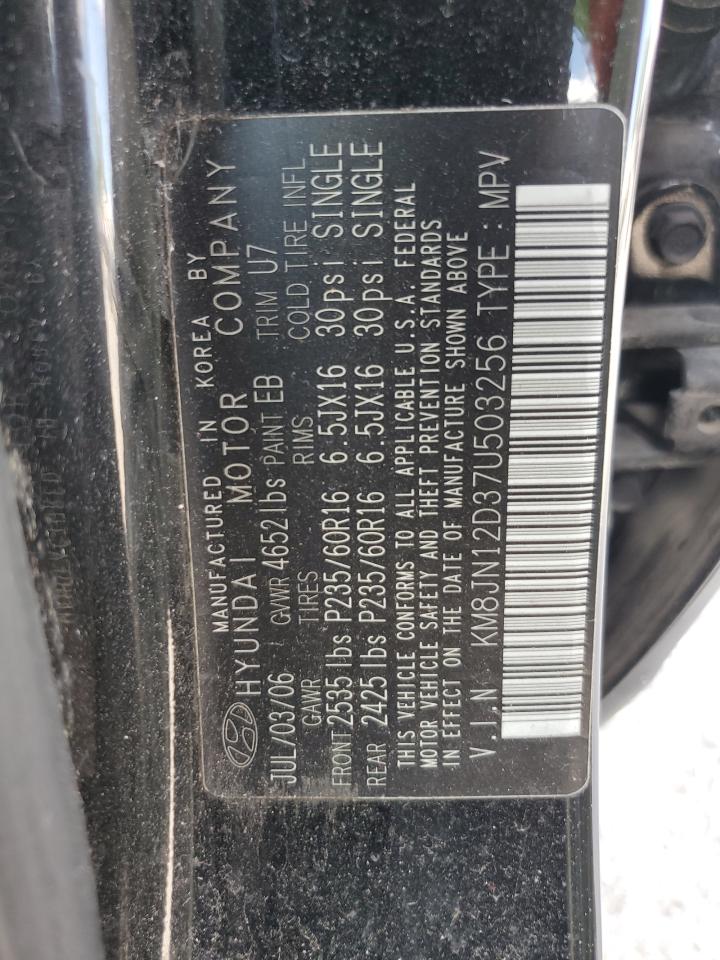 MANUFACTURED IN KOREA BY
HYUNDAI MOTOR COMPANY
JUL/03/06 GVWR 4652 lbs PAINT EB TRIM U7
GAWR TIRES RIMS COLD TIRE INFL
FRONT 2535 lbs P235/60R16 6.5JX16 30psi SINGLE
REAR 2425 lbs P235/60R16 6.5JX16 30psi SINGLE
THIS VEHICLE CONFORMS TO ALL APPLICABLE U.S.A. FEDERAL
MOTOR VEHICLE SAFETY AND THEFT PREVENTION STANDARDS
IN EFFECT ON THE DATE OF MANUFACTURE SHOWN ABOVE
V.I.N KM8JN12D37U503256 TYPE : MPV